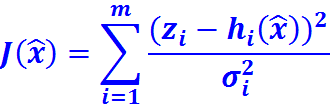 J(x̂) = ∑_{i=1}^{m} (z_i − h_i(x̂))² / σ_i²